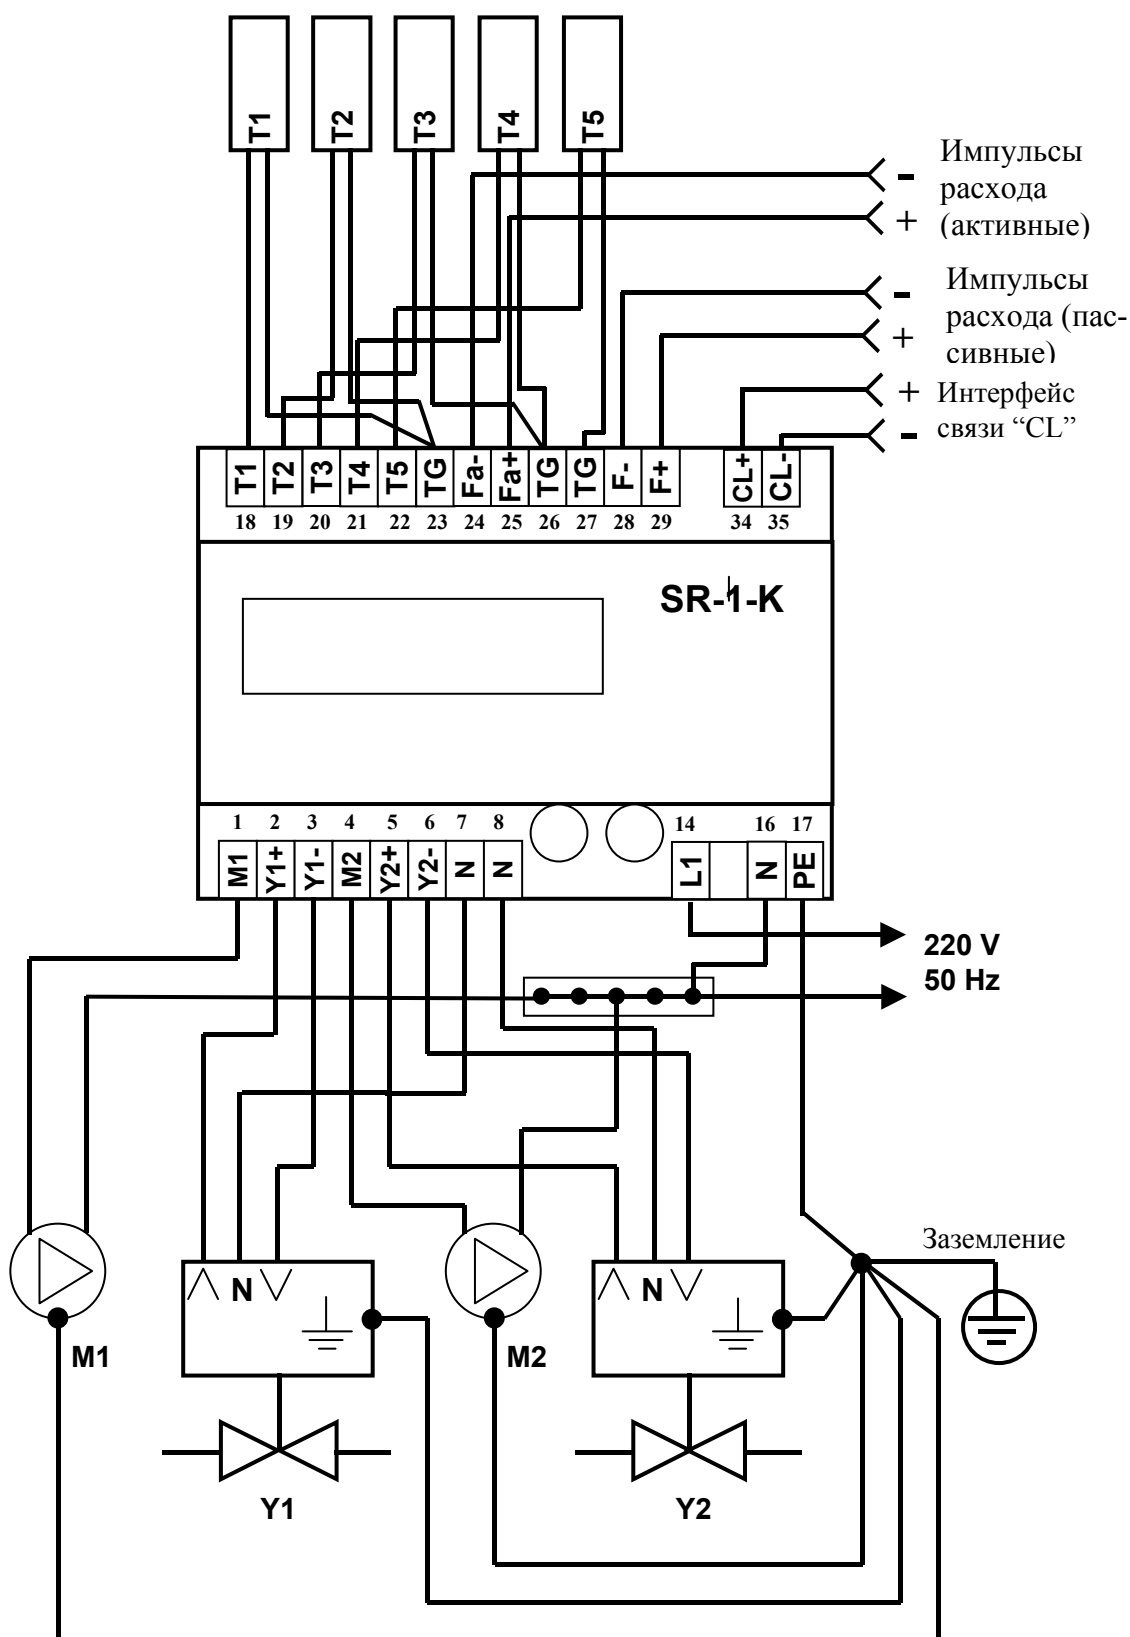 T1 T2 T3 T4 T5
- Импульсы
расхода
+ (активные)
- Импульсы
расхода (пас-
+ сивные)
+ Интерфейс
- связи “CL”
T1 T2 T3 T4 T5 TG Fa- Fa+ TG TG F- F+ CL+ CL-
18 19 20 21 22 23 24 25 26 27 28 29 34 35
SR-1-K
1 2 3 4 5 6 7 8 14 16 17
M1 Y1+ Y1- M2 Y2+ Y2- N N L1 N PE
220 V
50 Hz
Заземление
N N
M1 M2
Y1 Y2